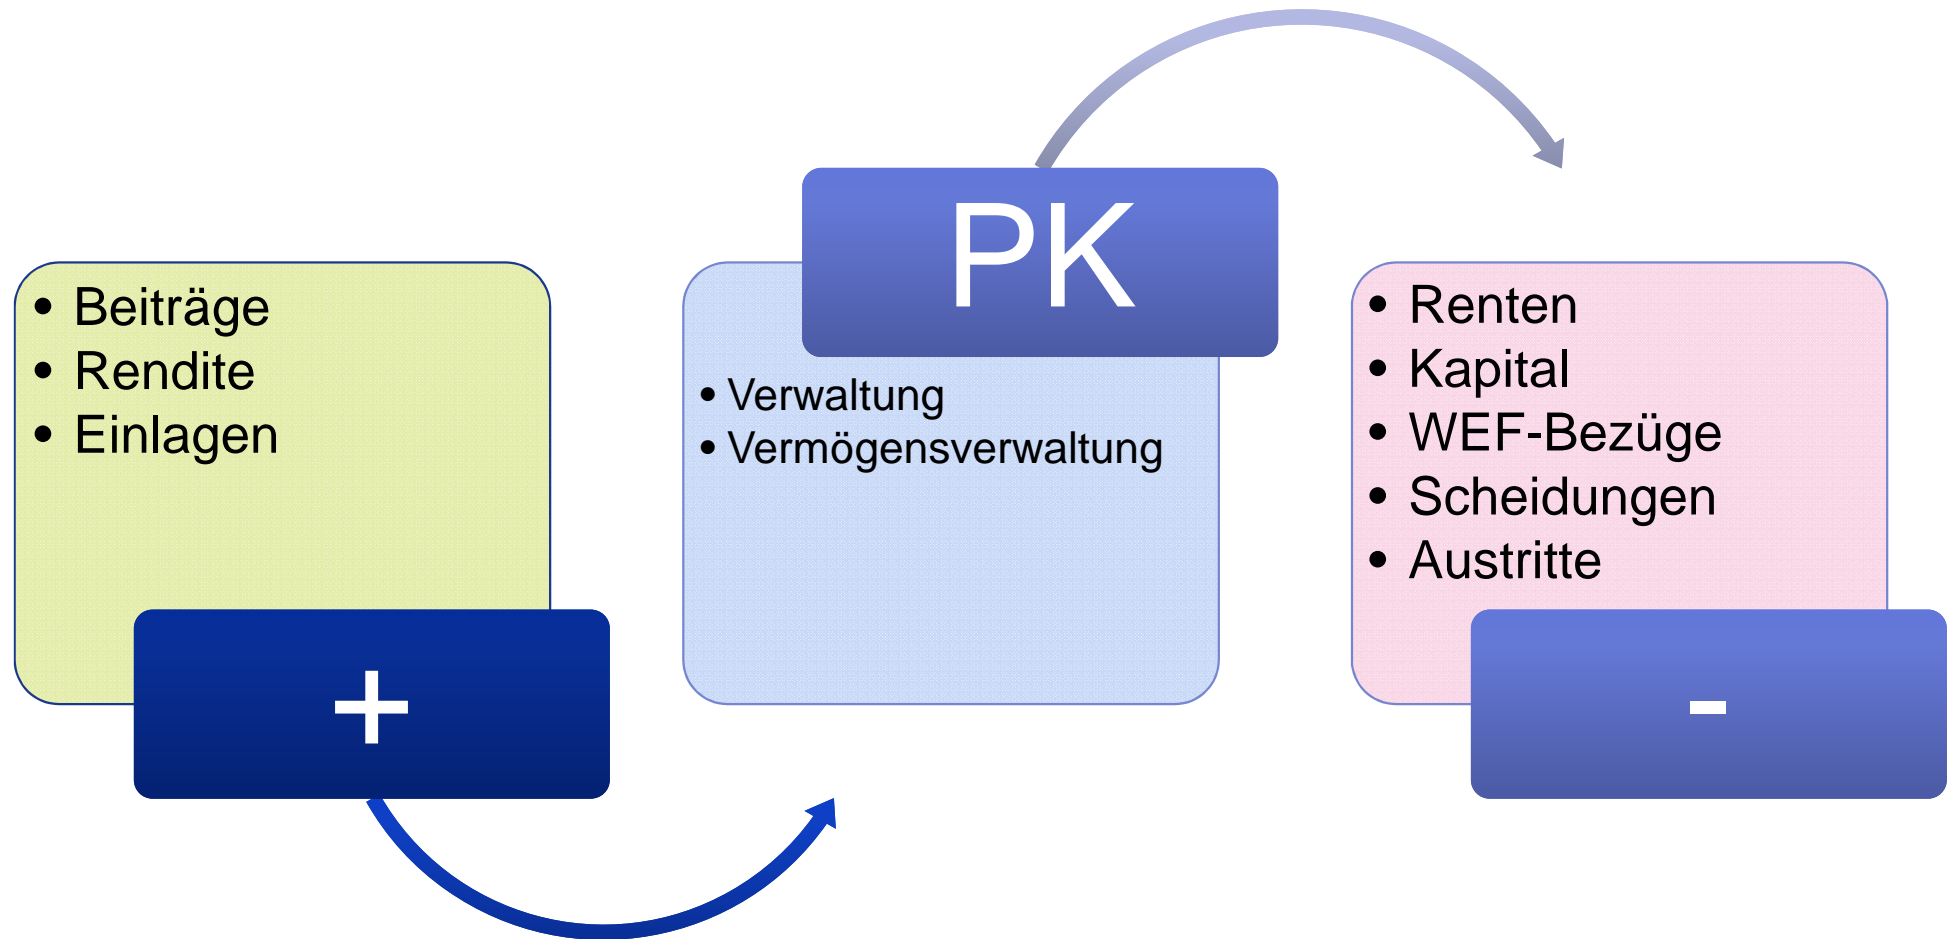 • Beiträge
• Rendite
• Einlagen
+
PK
• Verwaltung
• Vermögensverwaltung
• Renten
• Kapital
• WEF-Bezüge
• Scheidungen
• Austritte
-